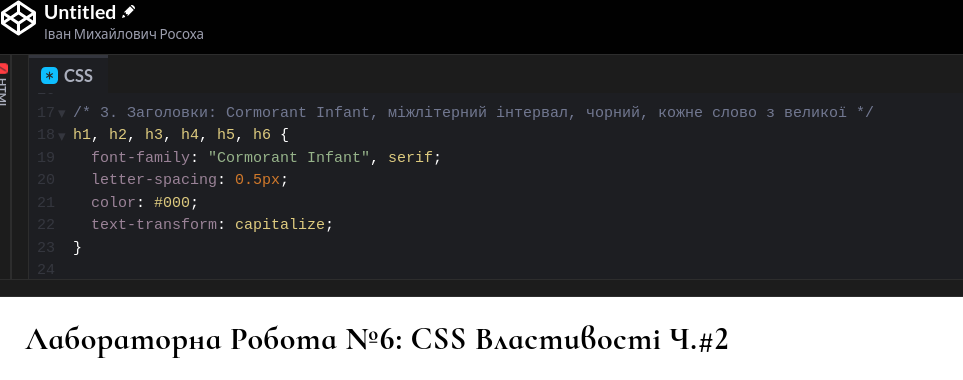 Untitled
Іван Михайлович Росоха
HTML
CSS
17 /* 3. Заголовки: Cormorant Infant, міжлітерний інтервал, чорний, кожне слово з великої */
18 h1, h2, h3, h4, h5, h6 {
19 font-family: "Cormorant Infant", serif;
20 letter-spacing: 0.5px;
21 color: #000;
22 text-transform: capitalize;
23 }
24
Лабораторна Робота №6: CSS Властивості Ч.#2